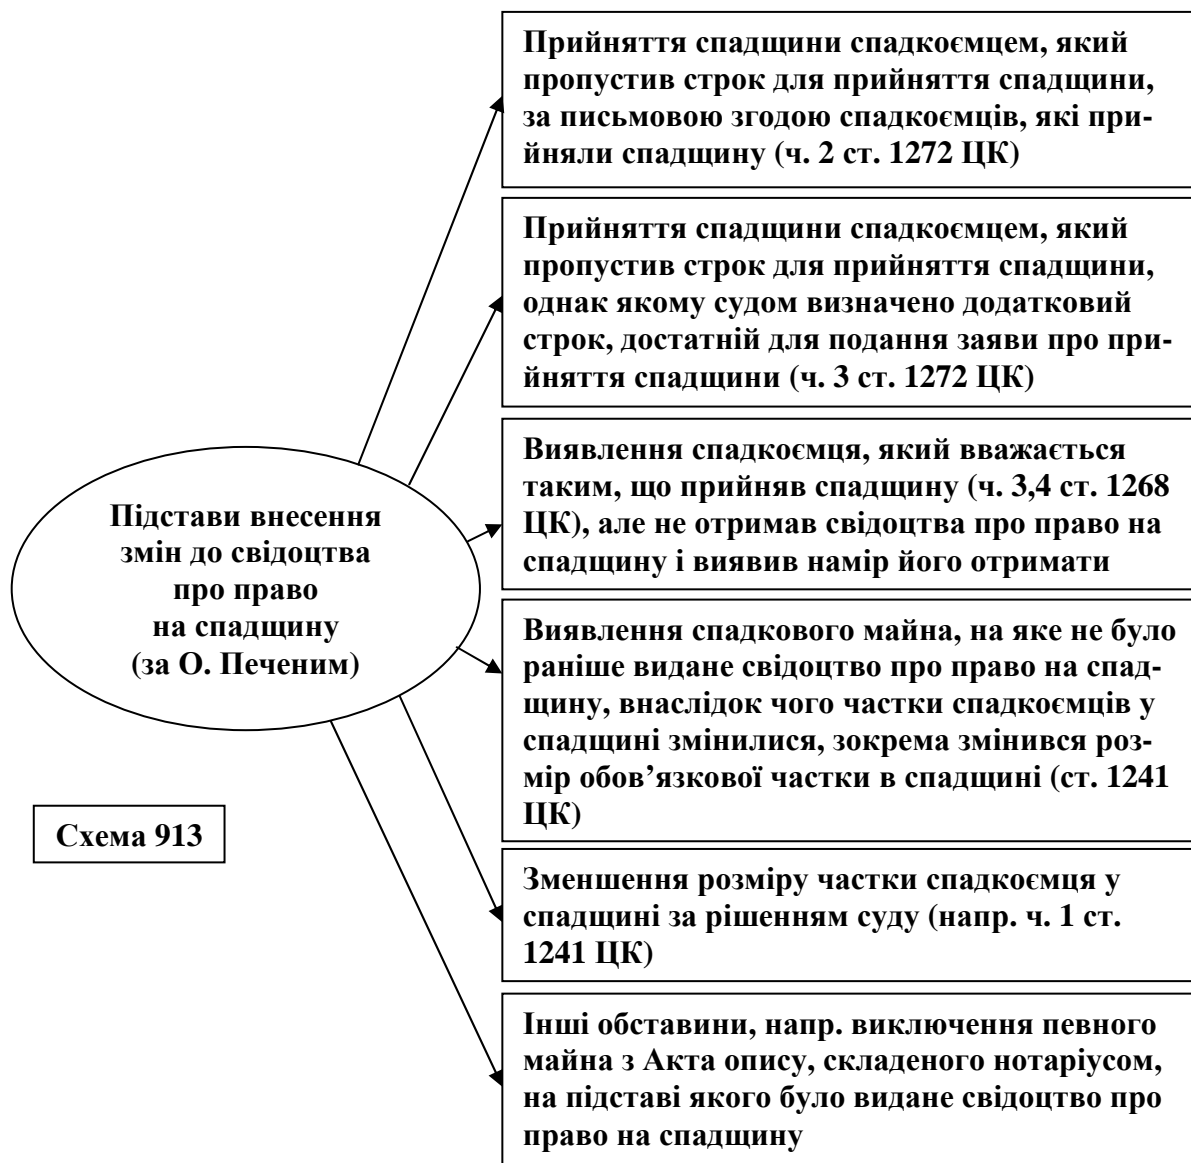 Прийняття спадщини спадкоємцем, який
пропустив строк для прийняття спадщини,
за письмовою згодою спадкоємців, які при-
йняли спадщину (ч. 2 ст. 1272 ЦК)
Прийняття спадщини спадкоємцем, який
пропустив строк для прийняття спадщини,
однак якому судом визначено додатковий
строк, достатній для подання заяви про при-
йняття спадщини (ч. 3 ст. 1272 ЦК)
Виявлення спадкоємця, який вважається
таким, що прийняв спадщину (ч. 3,4 ст. 1268
ЦК), але не отримав свідоцтва про право на
спадщину і виявив намір його отримати
Підстави внесення
змін до свідоцтва
про право
на спадщину
(за О. Печеним)
Виявлення спадкового майна, на яке не було
раніше видане свідоцтво про право на спад-
щину, внаслідок чого частки спадкоємців у
спадщині змінилися, зокрема змінився роз-
мір обов’язкової частки в спадщині (ст. 1241
ЦК)
Схема 913
Зменшення розміру частки спадкоємця у
спадщині за рішенням суду (напр. ч. 1 ст.
1241 ЦК)
Інші обставини, напр. виключення певного
майна з Акта опису, складеного нотаріусом,
на підставі якого було видане свідоцтво про
право на спадщину